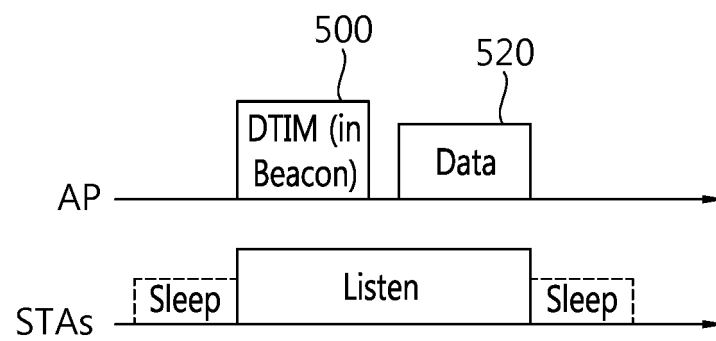 500
520
DTIM (in
Beacon)
Data
AP
Sleep
Listen
Sleep
STAs